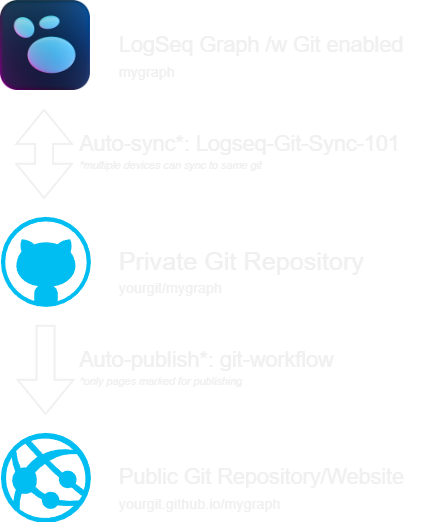 LogSeq Graph /w Git enabled
mygraph
Auto-sync*: Logseq-Git-Sync-101
*multiple devices can sync to same git
Private Git Repository
yourgit/mygraph
Auto-publish*: git-workflow
*only pages marked for publishing
Public Git Repository/Website
yourgit.github.io/mygraph